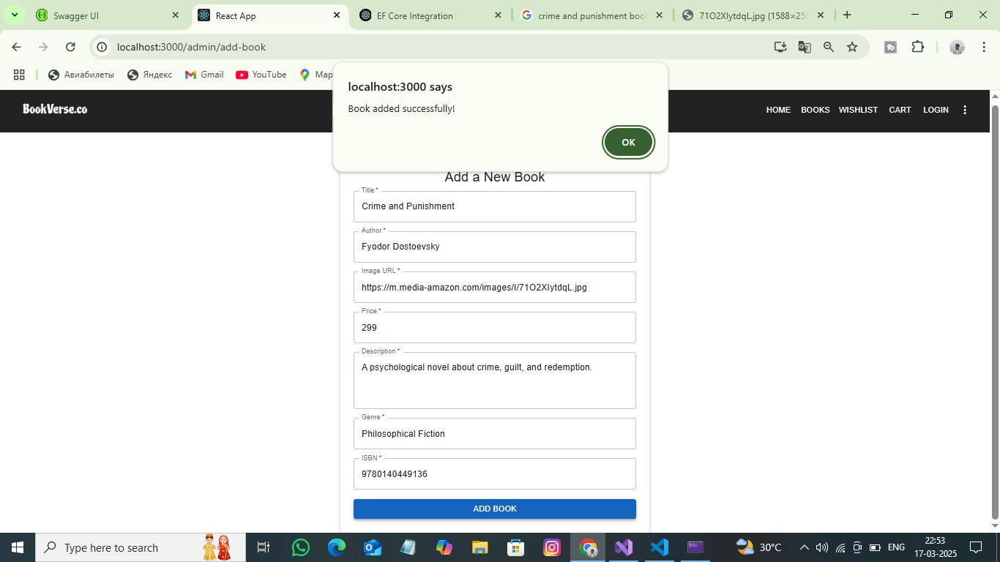 Swagger UI
React App
EF Core Integration
crime and punishment boo
71O2XIytdqL.jpg (1588×256
localhost:3000/admin/add-book
Авиабилеты
Яндекс
Gmail
YouTube
Map
localhost:3000 says
Book added successfully!
OK
BookVerse.co
HOME
BOOKS
WISHLIST
CART
LOGIN
Add a New Book
Title *
Crime and Punishment
Author *
Fyodor Dostoevsky
Image URL *
https://m.media-amazon.com/images/I/71O2XIytdqL.jpg
Price *
299
Description *
A psychological novel about crime, guilt, and redemption.
Genre *
Philosophical Fiction
ISBN *
9780140449136
ADD BOOK
Type here to search
30°C
ENG
22:53
17-03-2025